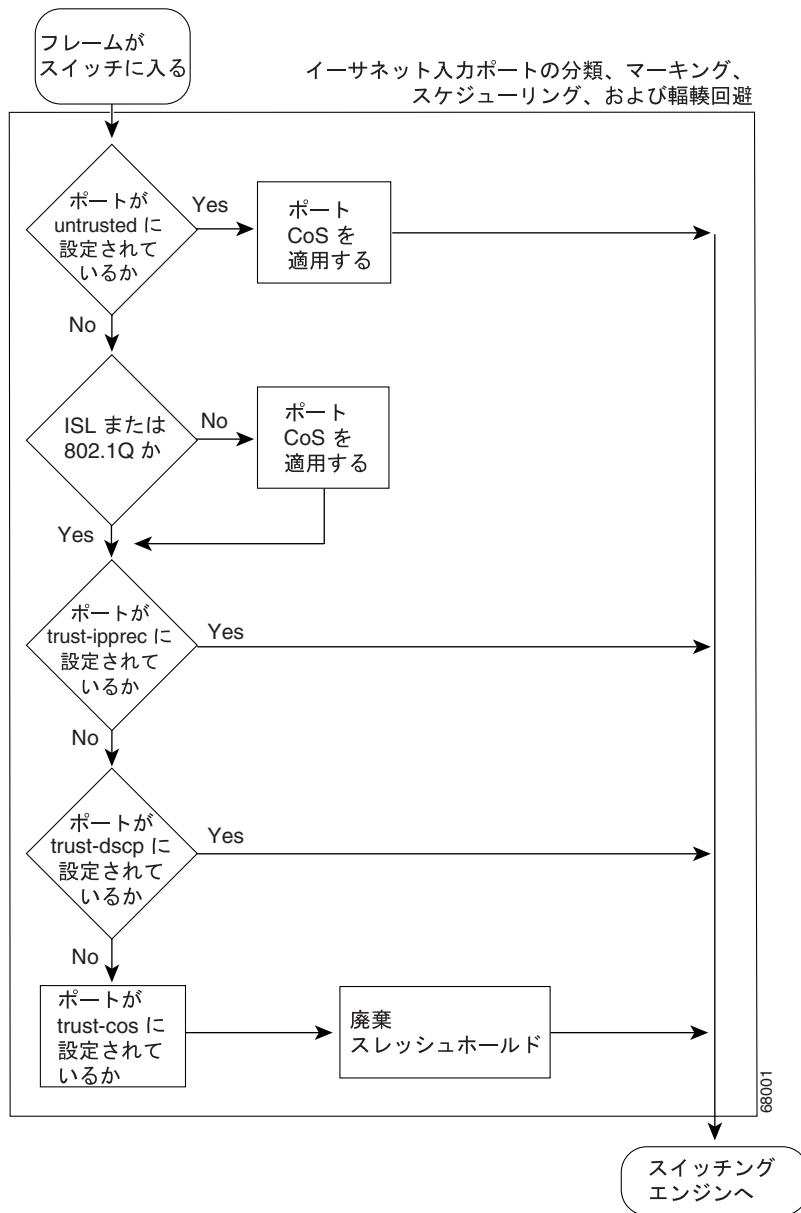 フレームが
スイッチに入る
イーサネット入力ポートの分類、マーキング、
スケジューリング、および輻輳回避
ポートが
untrusted に
設定されて
いるか
Yes
ポート
CoS を
適用する
No
ISL または
802.1Q か
No
ポート
CoS を
適用する
Yes
ポートが
trust-ipprec に
設定されて
いるか
Yes
No
ポートが
trust-dscp に
設定されて
いるか
Yes
No
ポートが
trust-cos に
設定されて
いるか
廃棄
スレッシュホールド
68001
スイッチング
エンジンへ